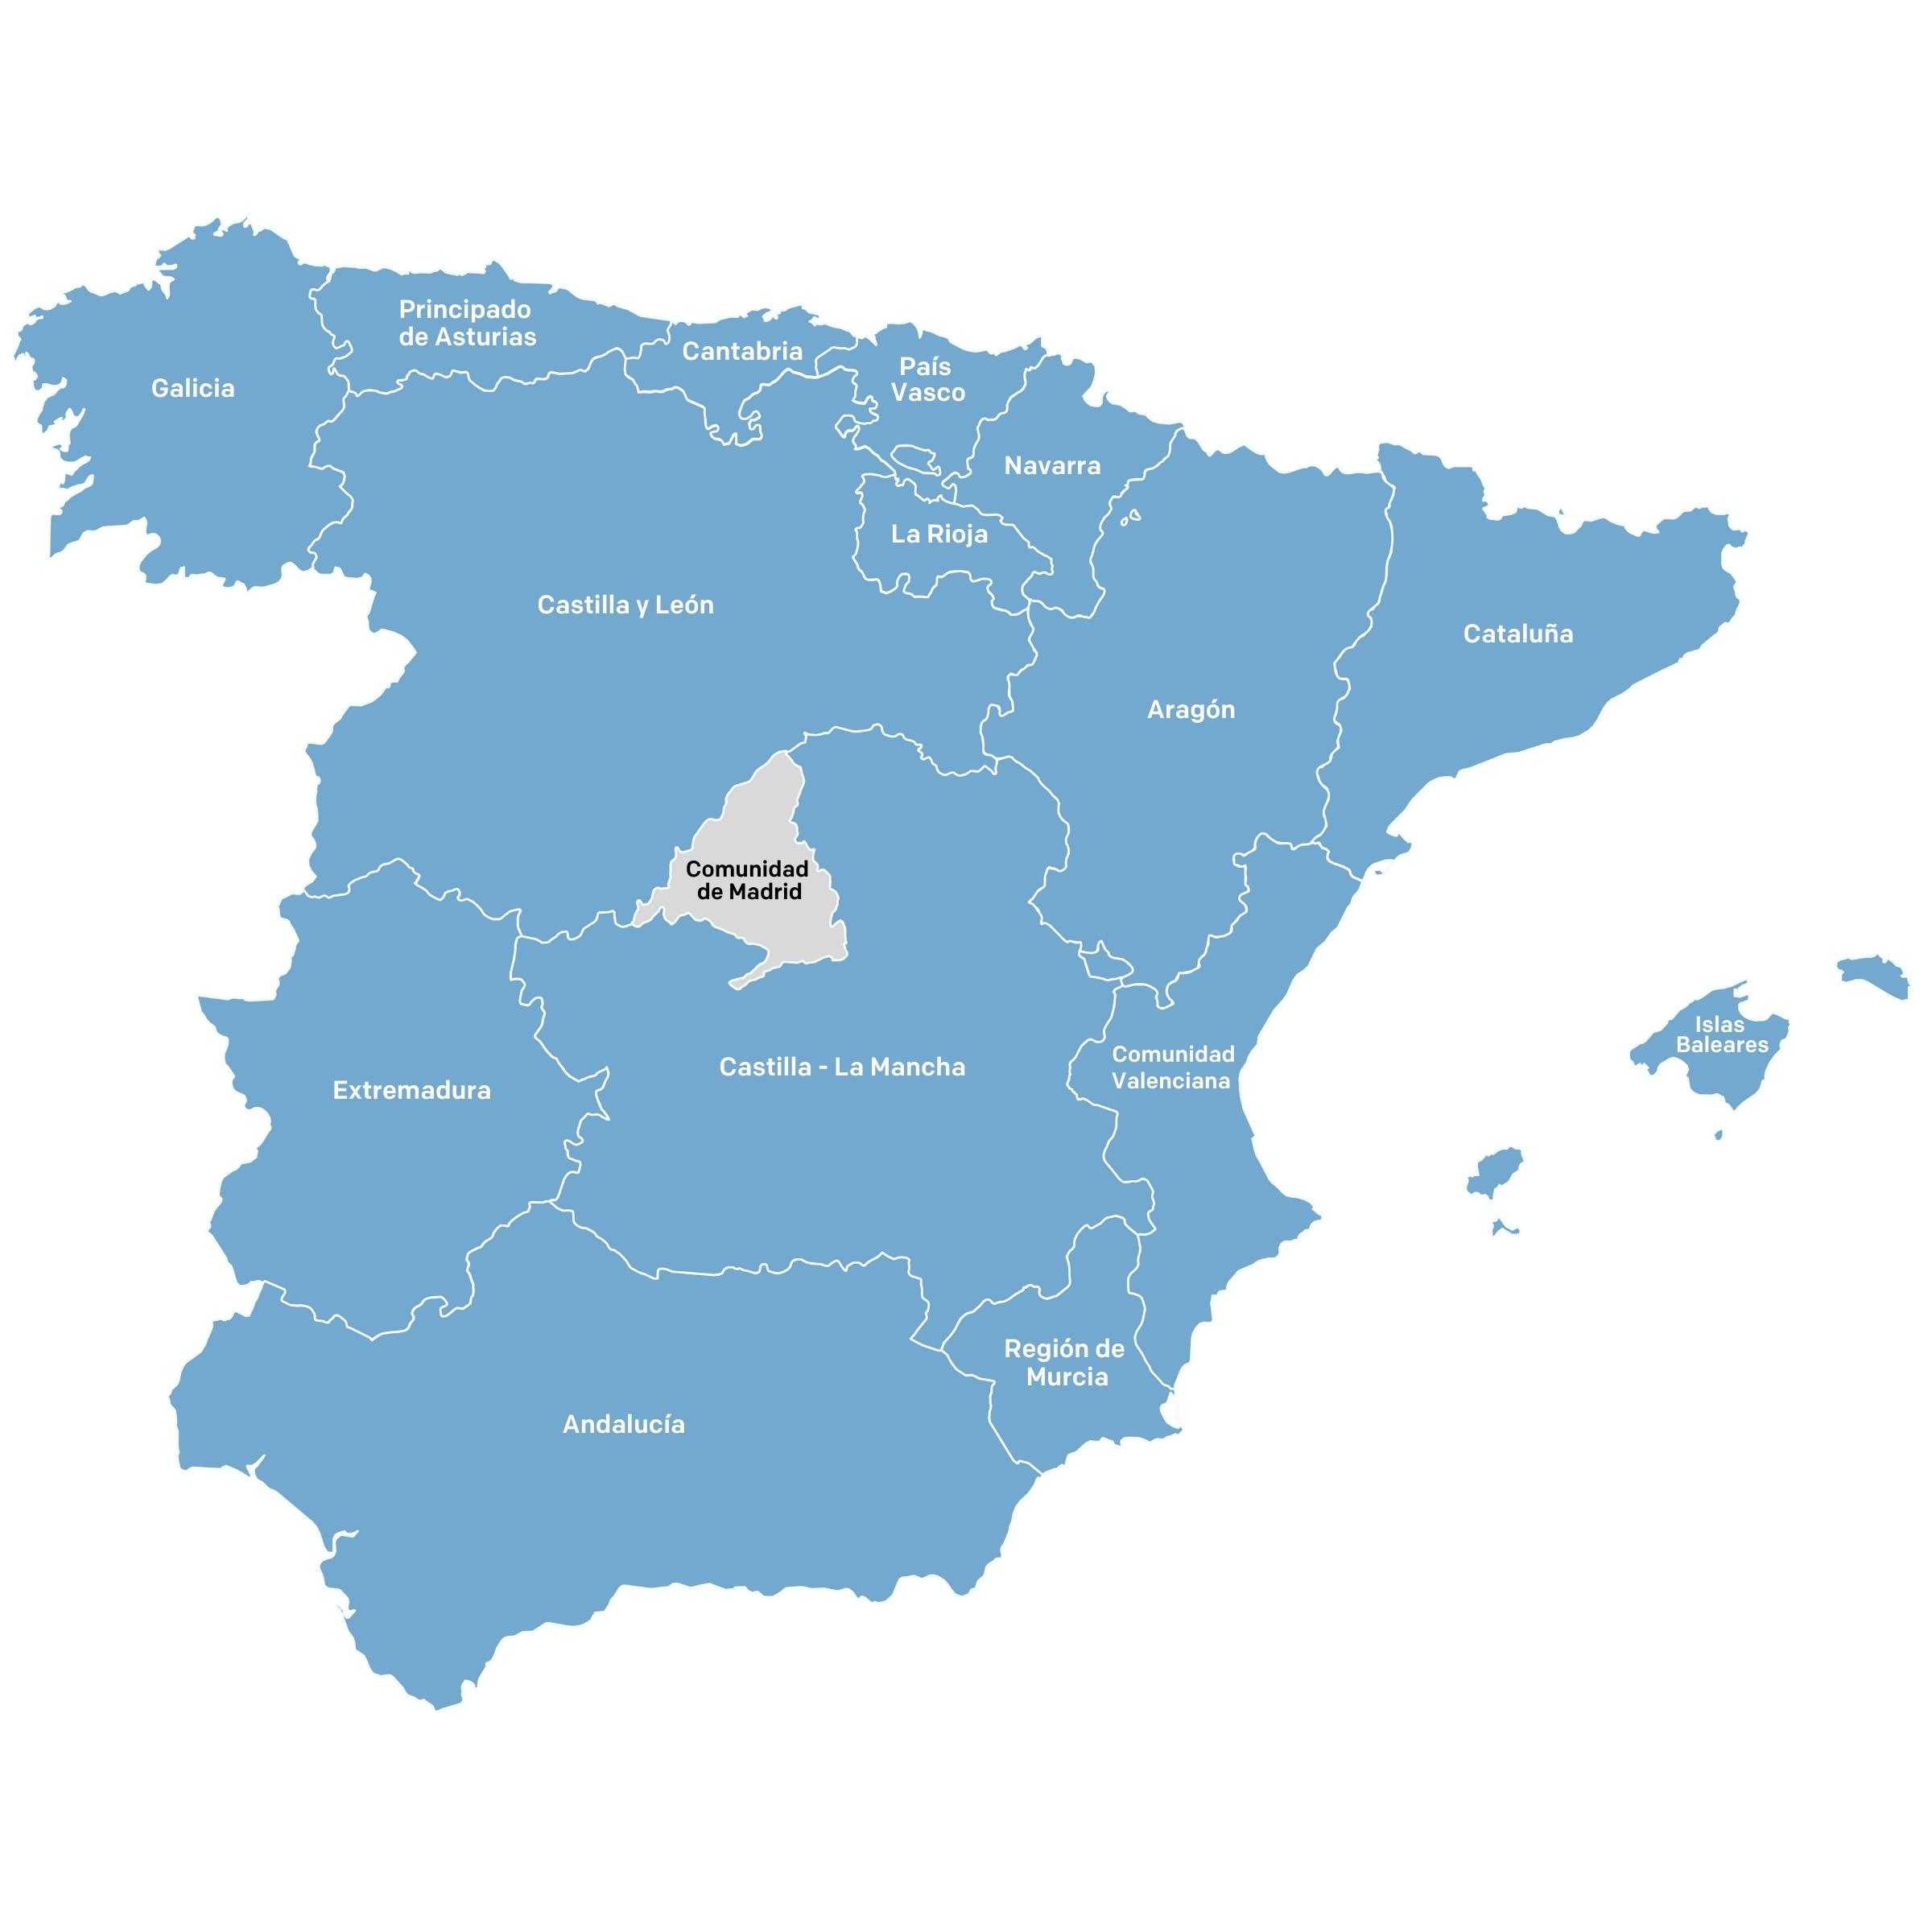 Principado
de Asturias
Cantabria
País
Vasco
Galicia
Navarra
La Rioja
Castilla y León
Cataluña
Aragón
Comunidad
de Madrid
Islas
Baleares
Comunidad
Valenciana
Castilla - La Mancha
Extremadura
Región de
Murcia
Andalucía